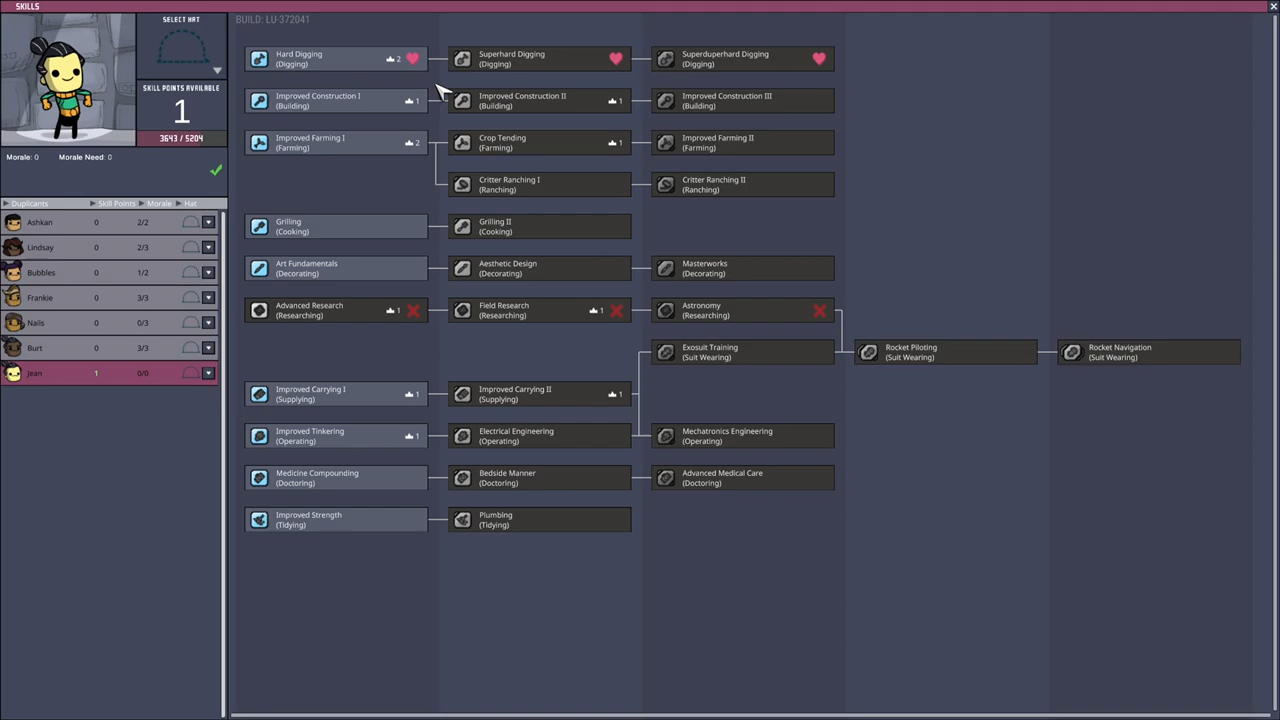 SKILLS
BUILD: LU-372041
SELECT HAT
SKILL POINTS AVAILABLE
1
3643 / 5204
Morale: 0 Morale Need: 0
Duplicants Skill Points Morale Hat
Ashkan 0 2/2
Lindsay 0 2/3
Bubbles 0 1/2
Frankie 0 3/3
Nails 0 0/3
Burt 0 3/3
Jean 1 0/0
Hard Digging
(Digging)
2
Superhard Digging
(Digging)
Superduperhard Digging
(Digging)
Improved Construction I
(Building)
1
Improved Construction II
(Building)
1
Improved Construction III
(Building)
Improved Farming I
(Farming)
2
Crop Tending
(Farming)
1
Improved Farming II
(Farming)
Critter Ranching I
(Ranching)
Critter Ranching II
(Ranching)
Grilling
(Cooking)
Grilling II
(Cooking)
Art Fundamentals
(Decorating)
Aesthetic Design
(Decorating)
Masterworks
(Decorating)
Advanced Research
(Researching)
1
Field Research
(Researching)
1
Astronomy
(Researching)
Exosuit Training
(Suit Wearing)
Rocket Piloting
(Suit Wearing)
Rocket Navigation
(Suit Wearing)
Improved Carrying I
(Supplying)
1
Improved Carrying II
(Supplying)
1
Improved Tinkering
(Operating)
1
Electrical Engineering
(Operating)
Mechatronics Engineering
(Operating)
Medicine Compounding
(Doctoring)
Bedside Manner
(Doctoring)
Advanced Medical Care
(Doctoring)
Improved Strength
(Tidying)
Plumbing
(Tidying)